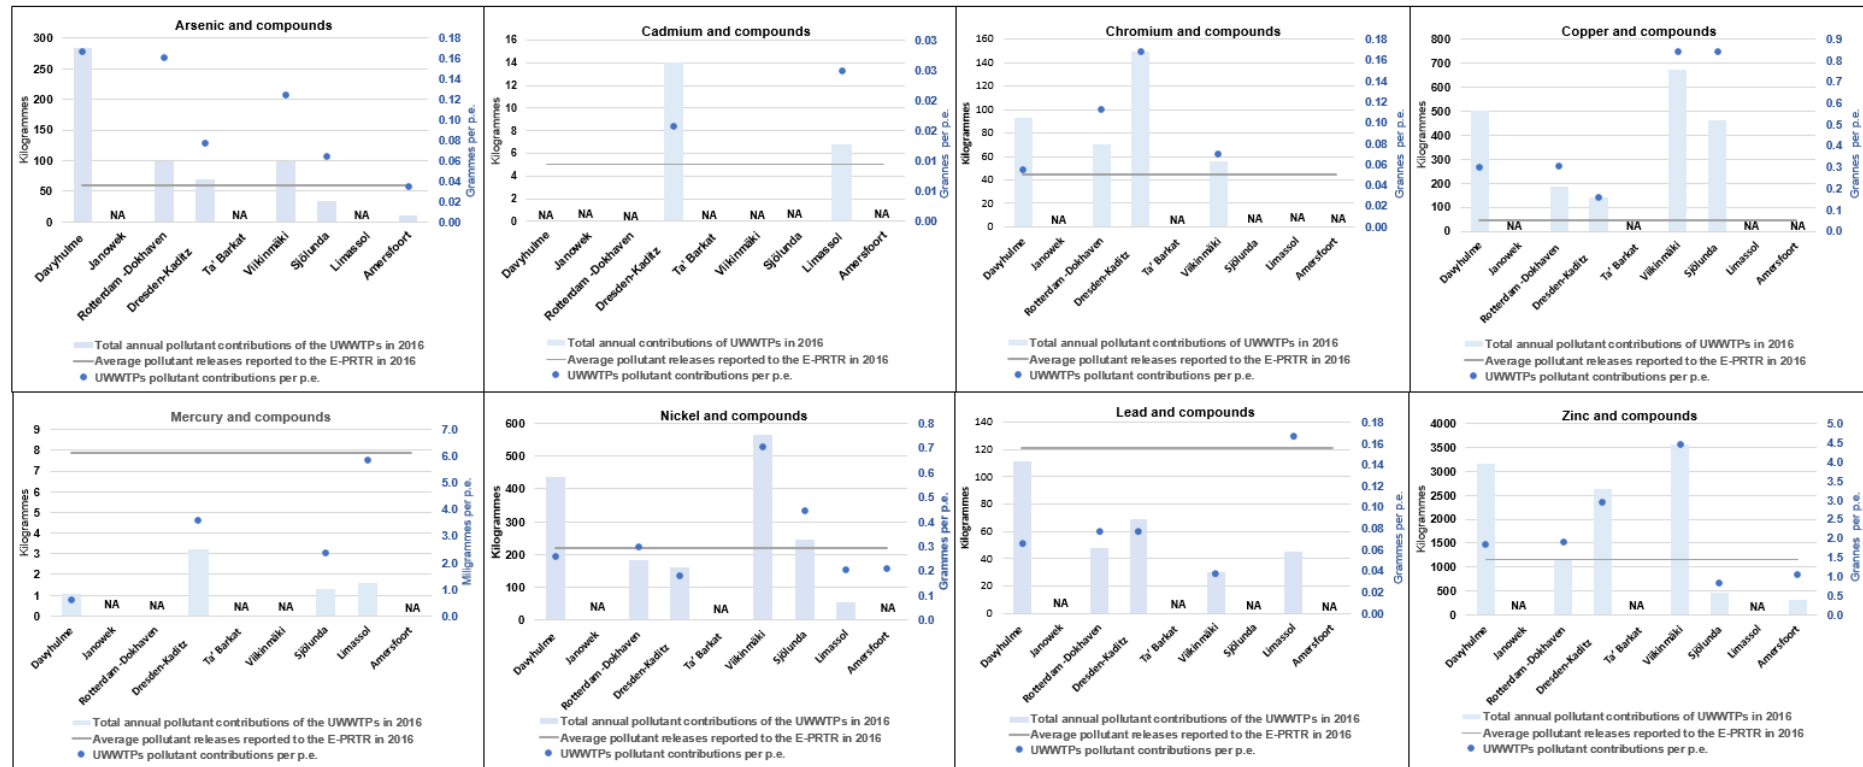 Arsenic and compounds
300
250
200
150
100
50
0
Kilogrammes
0.18
0.16
0.14
0.12
0.10
0.08
0.06
0.04
0.02
0.00
Grammes per p.e.
NA
NA
NA
Davyhulme
Janowek
Rotterdam -Dokhaven
Dresden-Kaditz
Ta' Barkat
Viikinmäki
Sjölunda
Limassol
Amersfoort
Total annual pollutant contributions of the UWWTPs in 2016
Average pollutant releases reported to the E-PRTR in 2016
UWWTPs pollutant contributions per p.e.
Cadmium and compounds
16
14
12
10
8
6
4
2
0
Kilogrammes
0.03
0.03
0.02
0.02
0.01
0.01
0.00
Grannes per p.e.
NA
NA
NA
NA
NA
NA
NA
Davyhulme
Janowek
Rotterdam -Dokhaven
Dresden-Kaditz
Ta' Barkat
Viikinmäki
Sjölunda
Limassol
Amersfoort
Total annual contributions of UWWTPs in 2016
Average pollutant releases reported to the E-PRTR in 2016
UWWTPs pollutant contributions per p.e.
Chromium and compounds
160
140
120
100
80
60
40
20
0
Kilogrammes
0.18
0.16
0.14
0.12
0.10
0.08
0.06
0.04
0.02
0.00
Grannes per p.e.
NA
NA
NA
NA
NA
Davyhulme
Janowek
Rotterdam -Dokhaven
Dresden-Kaditz
Ta' Barkat
Viikinmäki
Sjölunda
Limassol
Amersfoort
Total annual pollutant contributions of UWWTPs in 2016
Average pollutant releases reported to the E-PRTR in 2016
UWWTPs pollutant contributions per p.e.
Copper and compounds
800
700
600
500
400
300
200
100
0
Kilogrammes
0.9
0.8
0.7
0.6
0.5
0.4
0.3
0.2
0.1
0.0
Grannes per p.e.
NA
NA
NA
NA
Davyhulme
Janowek
Rotterdam -Dokhaven
Dresden-Kaditz
Ta' Barkat
Viikinmäki
Sjölunda
Limassol
Amersfoort
Total annual pollutant contributions of UWWTPs in 2016
Average pollutant releases reported to the E-PRTR in 2016
UWWTPs pollutant contributions per p.e.
Mercury and compounds
9
8
7
6
5
4
3
2
1
0
Kilogrammes
7.0
6.0
5.0
4.0
3.0
2.0
1.0
0.0
Miligrammes per p.e.
NA
NA
NA
NA
NA
Davyhulme
Janowek
Rotterdam -Dokhaven
Dresden-Kaditz
Ta' Barkat
Viikinmäki
Sjölunda
Limassol
Amersfoort
Total annual pollutant contributions of the UWWTPs in 2016
Average pollutant releases reported to the E-PRTR in 2016
UWWTPs pollutant contributions per p.e.
Nickel and compounds
600
500
400
300
200
100
0
Kilogrammes
0.8
0.7
0.6
0.5
0.4
0.3
0.2
0.1
0.0
Grammes per p.e.
NA
NA
NA
Davyhulme
Janowek
Rotterdam -Dokhaven
Dresden-Kaditz
Ta' Barkat
Viikinmäki
Sjölunda
Limassol
Amersfoort
Total annual pollutant contributions of the UWWTPs in 2016
Average pollutant releases reported to the E-PRTR in 2016
UWWTPs pollutant contributions per p.e.
Lead and compounds
140
120
100
80
60
40
20
0
Kilogrammes
0.18
0.16
0.14
0.12
0.10
0.08
0.06
0.04
0.02
0.00
Grammes per p.e.
NA
NA
NA
NA
Davyhulme
Janowek
Rotterdam -Dokhaven
Dresden-Kaditz
Ta' Barkat
Viikinmäki
Sjölunda
Limassol
Amersfoort
Total annual pollutant contributions of the UWWTPs in 2016
Average pollutant releases reported to the E-PRTR in 2016
UWWTPs pollutant contributions per p.e.
Zinc and compounds
4000
3500
3000
2500
2000
1500
1000
500
0
Kilogrammes
5.0
4.5
4.0
3.5
3.0
2.5
2.0
1.5
1.0
0.5
0.0
Grannes per p.e.
NA
NA
NA
Davyhulme
Janowek
Rotterdam -Dokhaven
Dresden-Kaditz
Ta' Barkat
Viikinmäki
Sjölunda
Limassol
Amersfoort
Total annual pollutant contributions of UWWTPs in 2016
Average pollutant releases reported to the E-PRTR in 2016
UWWTPs pollutant contributions per p.e.